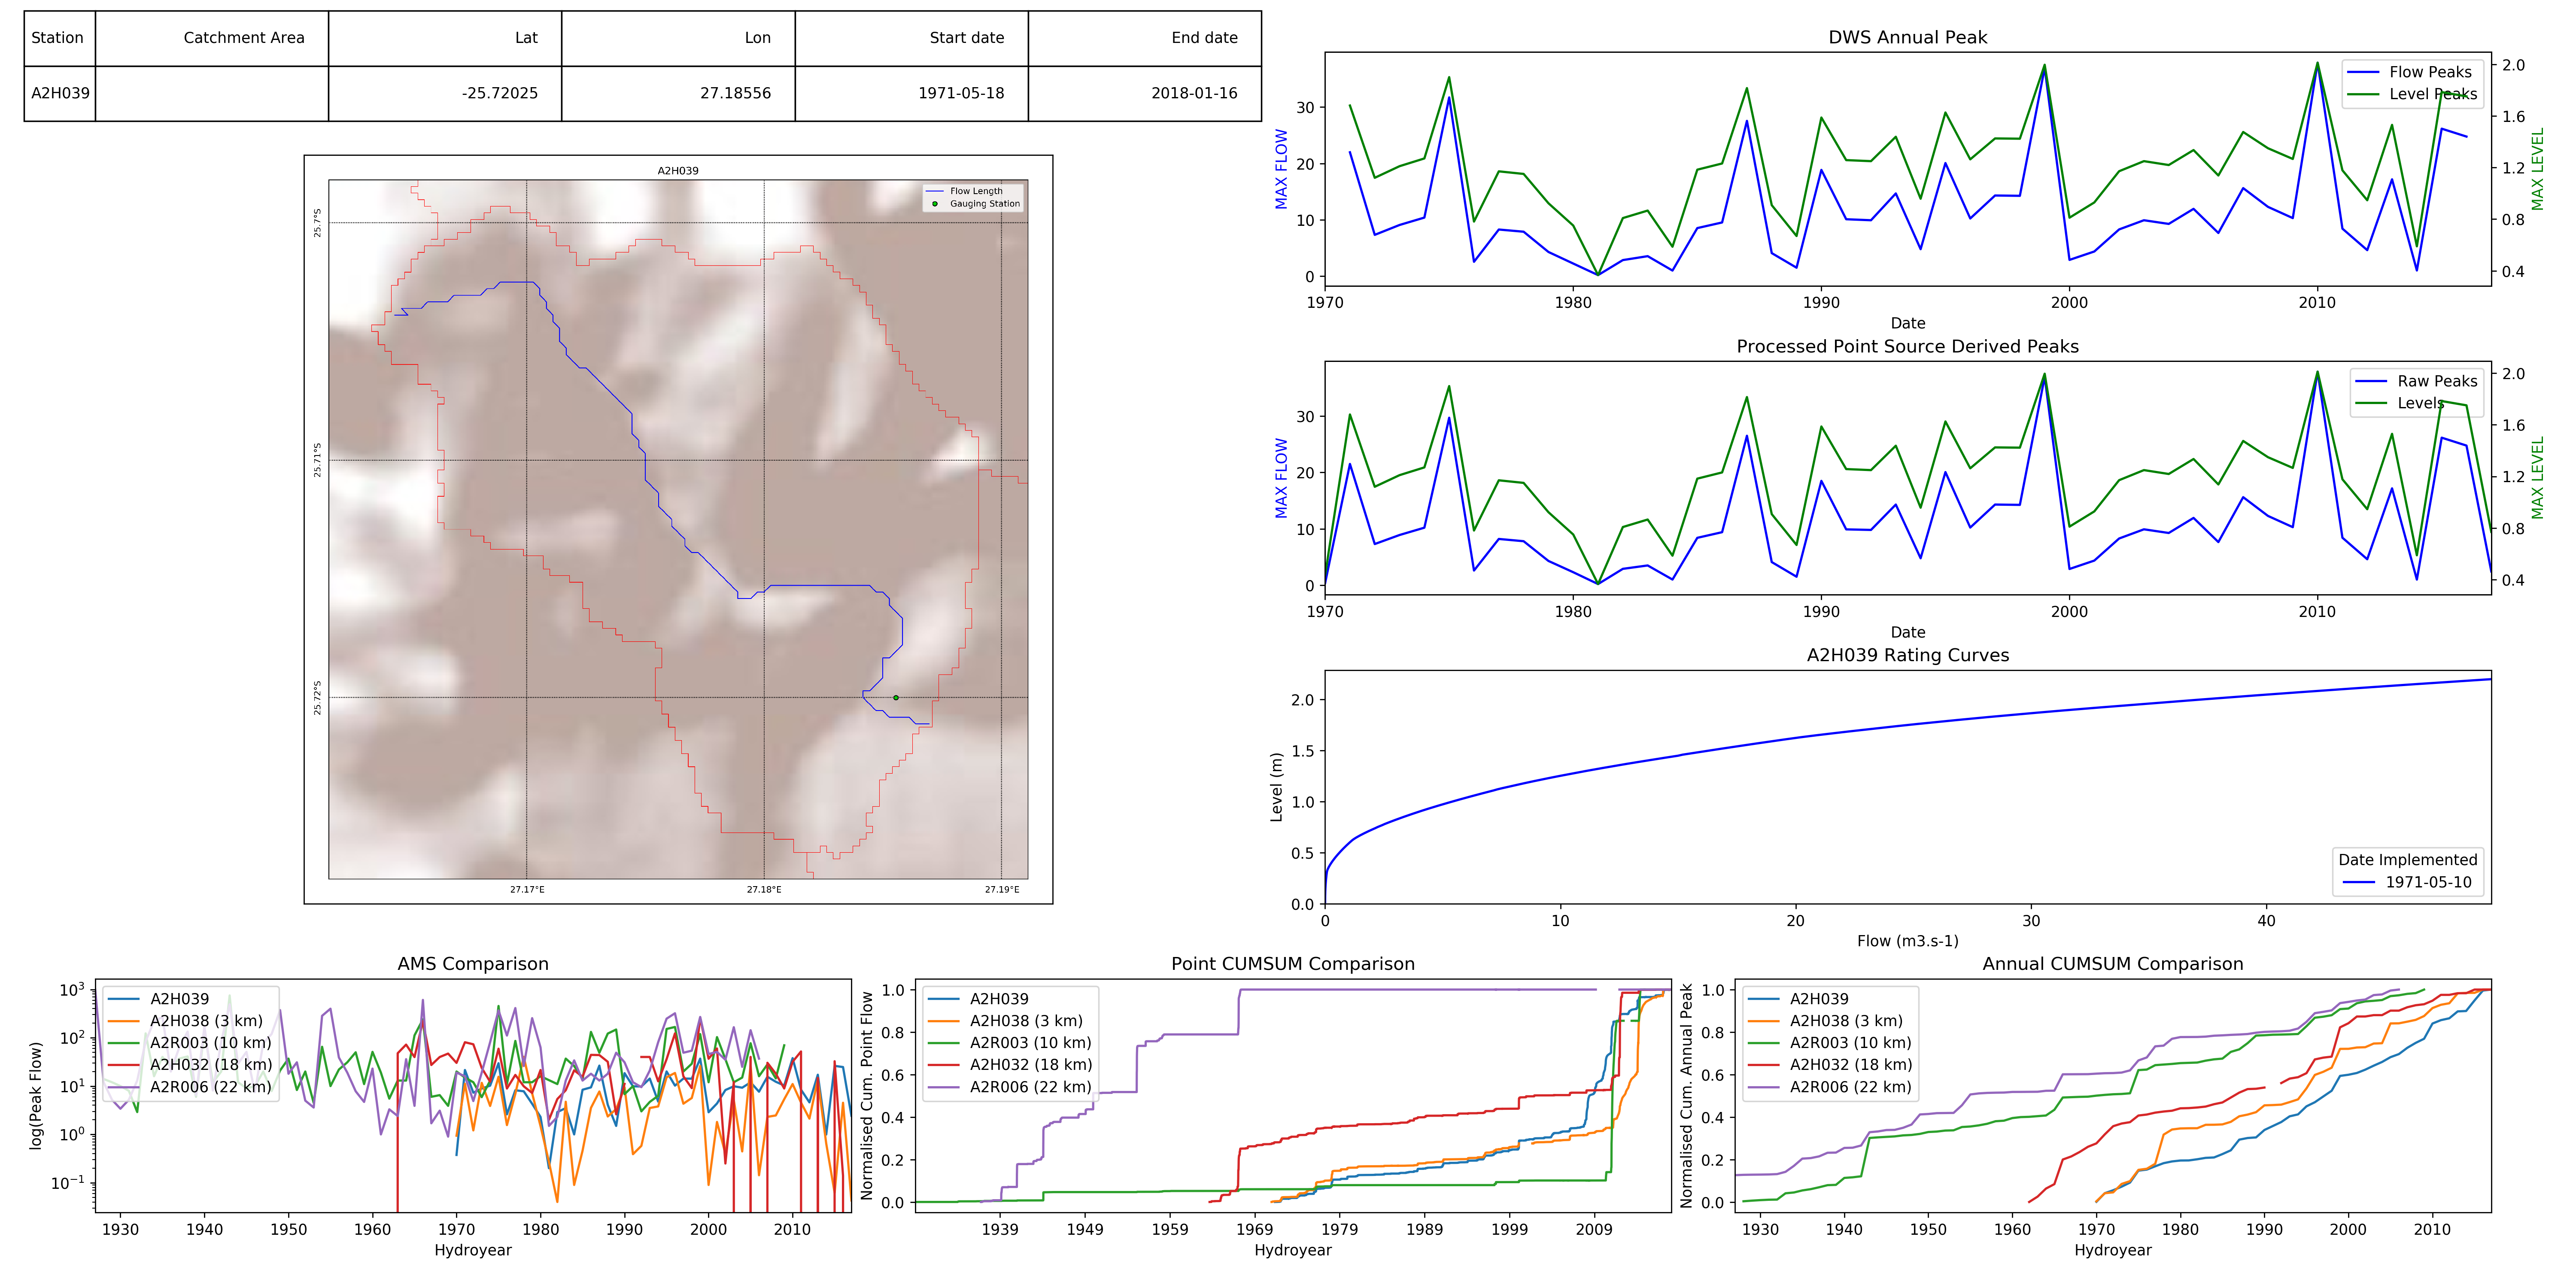 Station Catchment Area Lat Lon Start date End date
A2H039 -25.72025 27.18556 1971-05-18 2018-01-16
A2H039
Flow Length
Gauging Station
25.7°S
25.71°S
25.72°S
27.17°E 27.18°E 27.19°E
DWS Annual Peak
Flow Peaks
Level Peaks
MAX FLOW
30
20
10
0
2.0
1.6
1.2
0.8
0.4
MAX LEVEL
1970 1980 1990 2000 2010
Date
Processed Point Source Derived Peaks
Raw Peaks
Levels
MAX FLOW
30
20
10
0
2.0
1.6
1.2
0.8
0.4
MAX LEVEL
1970 1980 1990 2000 2010
Date
A2H039 Rating Curves
Level (m)
2.0
1.5
1.0
0.5
0.0
Date Implemented
1971-05-10
0 10 20 30 40
Flow (m3.s-1)
AMS Comparison
log(Peak Flow)
10³
10²
10¹
10⁰
10⁻¹
A2H039
A2H038 (3 km)
A2R003 (10 km)
A2H032 (18 km)
A2R006 (22 km)
1930 1940 1950 1960 1970 1980 1990 2000 2010
Hydroyear
Point CUMSUM Comparison
Normalised Cum. Point Flow
1.0
0.8
0.6
0.4
0.2
0.0
A2H039
A2H038 (3 km)
A2R003 (10 km)
A2H032 (18 km)
A2R006 (22 km)
1939 1949 1959 1969 1979 1989 1999 2009
Hydroyear
Annual CUMSUM Comparison
Normalised Cum. Annual Peak
1.0
0.8
0.6
0.4
0.2
0.0
A2H039
A2H038 (3 km)
A2R003 (10 km)
A2H032 (18 km)
A2R006 (22 km)
1930 1940 1950 1960 1970 1980 1990 2000 2010
Hydroyear